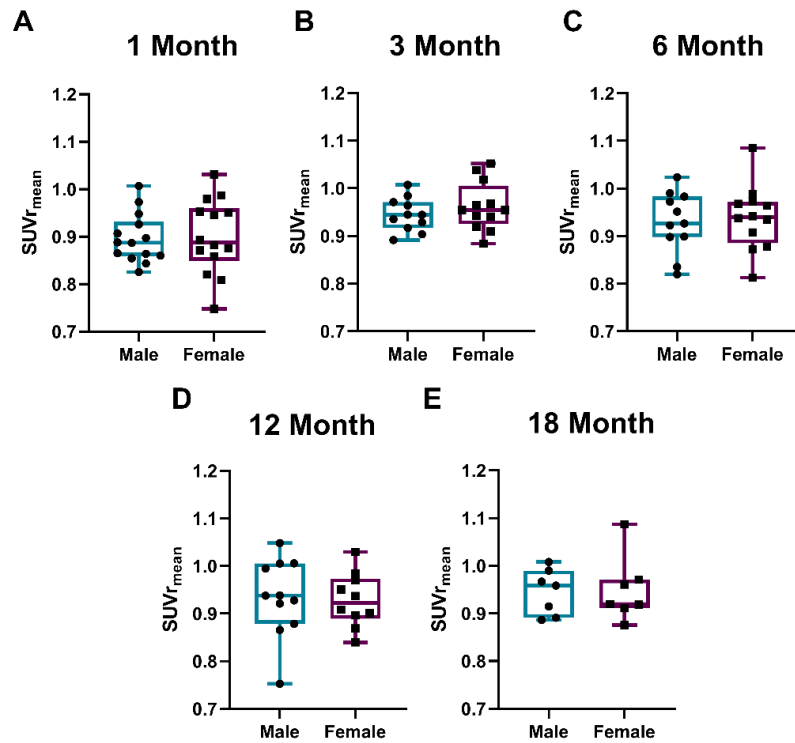 A
1 Month
SUVrmean
1.2
1.1
1.0
0.9
0.8
0.7
Male Female
B
3 Month
SUVrmean
1.2
1.1
1.0
0.9
0.8
0.7
Male Female
C
6 Month
SUVrmean
1.2
1.1
1.0
0.9
0.8
0.7
Male Female
D
12 Month
SUVrmean
1.2
1.1
1.0
0.9
0.8
0.7
Male Female
E
18 Month
SUVrmean
1.2
1.1
1.0
0.9
0.8
0.7
Male Female